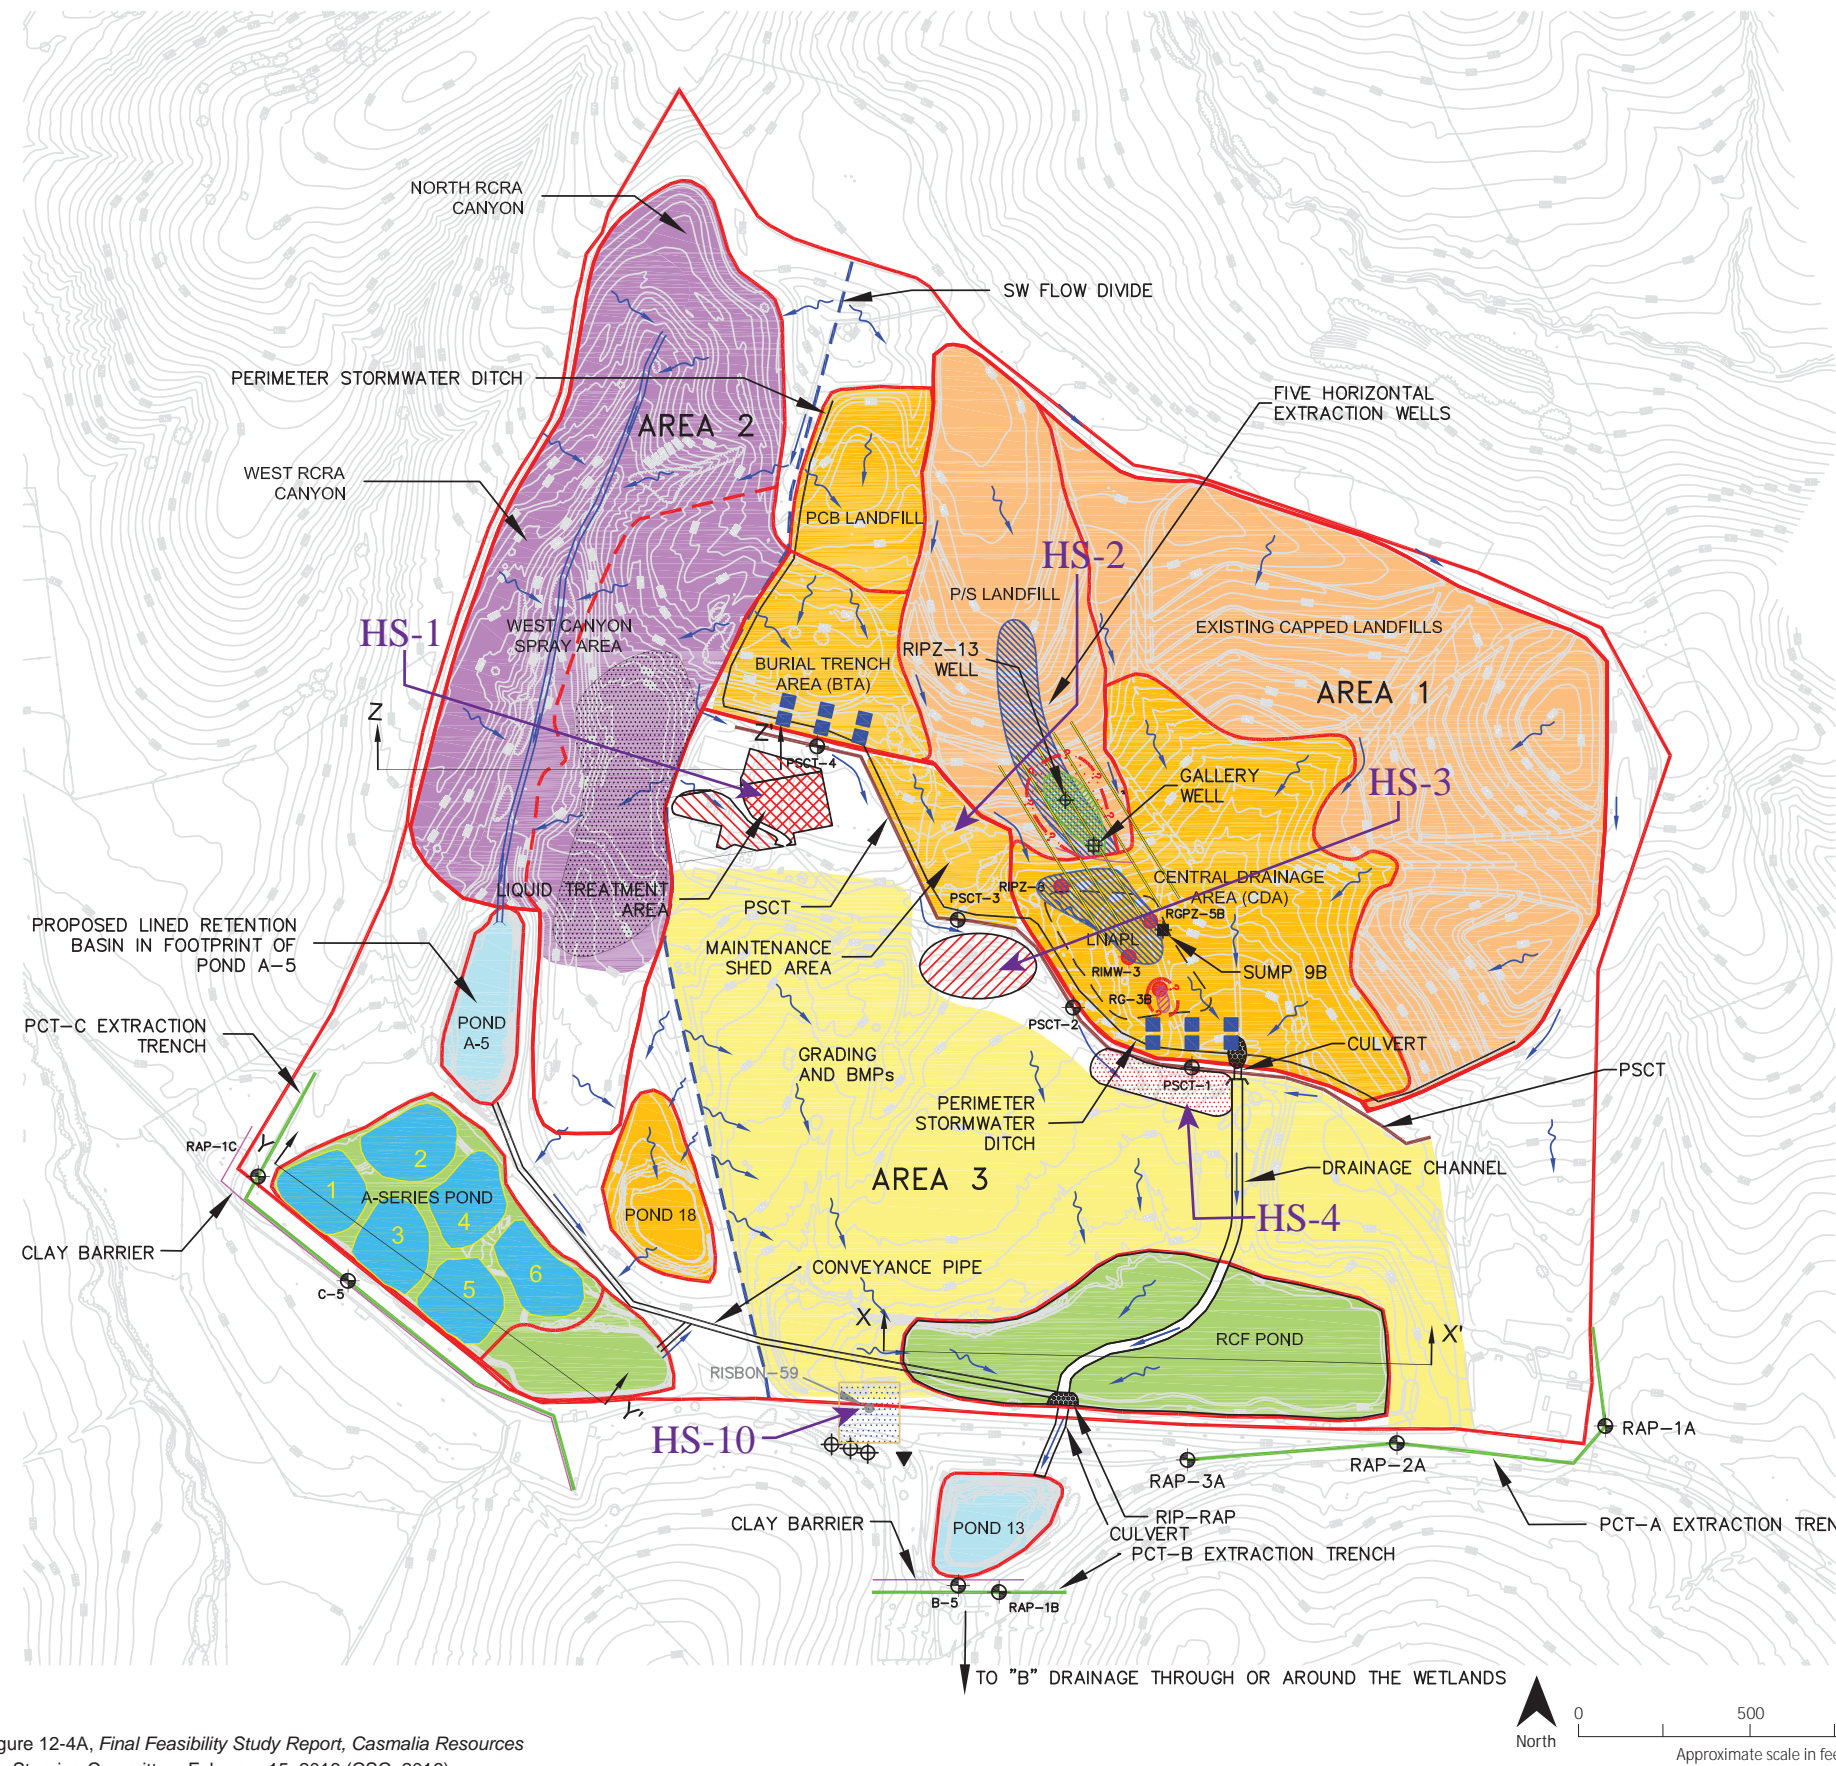 NORTH RCRA
CANYON
SW FLOW DIVIDE
PERIMETER STORMWATER DITCH
FIVE HORIZONTAL
EXTRACTION WELLS
AREA 2
WEST RCRA
CANYON
PCB LANDFILL
HS-2
P/S LANDFILL
HS-1
WEST CANYON
SPRAY AREA
EXISTING CAPPED LANDFILLS
RIPZ-13
WELL
BURIAL TRENCH
AREA (BTA)
AREA 1
Z
Z'
PSCT-4
GALLERY
WELL
HS-3
LIQUID TREATMENT
AREA
PSCT
RIPZ-8
PSCT-3
CENTRAL DRAINAGE
AREA (CDA)
RGPZ-5B
PROPOSED LINED RETENTION
BASIN IN FOOTPRINT OF
POND A-5
MAINTENANCE
SHED AREA
LNAPL
RIMW-3
SUMP 9B
RG-3B
PSCT-2
POND
A-5
PCT-C EXTRACTION
TRENCH
GRADING
AND BMPs
CULVERT
PSCT
PSCT-1
PERIMETER
STORMWATER
DITCH
RAP-1C
Y
DRAINAGE CHANNEL
AREA 3
1
2
3
4
5
6
A-SERIES POND
POND 18
HS-4
CLAY BARRIER
CONVEYANCE PIPE
C-5
X
X'
RCF POND
RISBON-59
Y'
HS-10
RAP-1A
RAP-2A
RAP-3A
RIP-RAP
CULVERT
CLAY BARRIER
POND 13
PCT-A EXTRACTION TREN
PCT-B EXTRACTION TRENCH
B-5
RAP-1B
TO "B" DRAINAGE THROUGH OR AROUND THE WETLANDS
North
0
500
Approximate scale in fee
gure 12-4A, Final Feasibility Study Report, Casmalia Resources